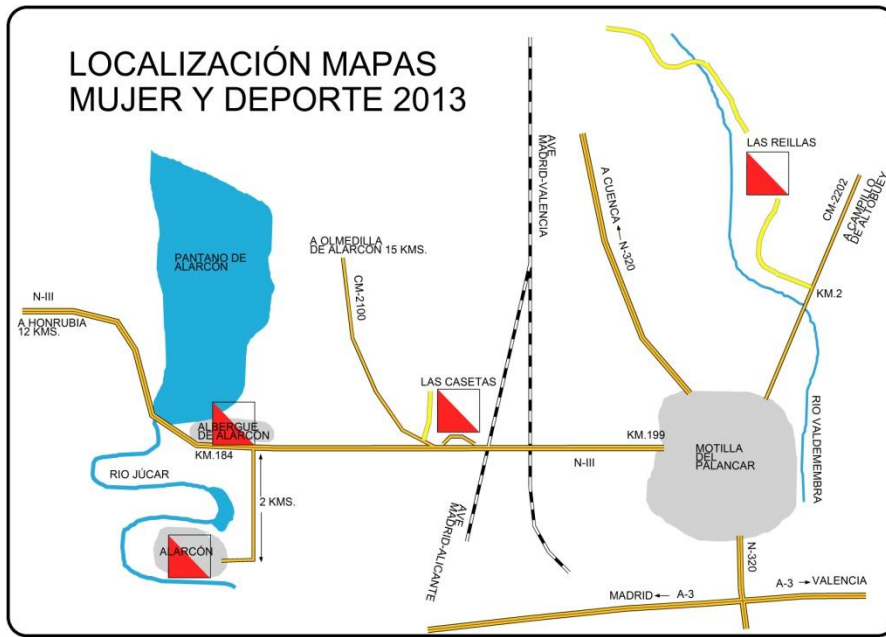 LOCALIZACIÓN MAPAS
MUJER Y DEPORTE 2013
AVE
MADRID-VALENCIA
LAS REILLAS
A CUENCA ← N-320
CM-2202
A CAMPILLO
DE ALTOBUEY
PANTANO DE
ALARCÓN
A OLMEDILLA
DE ALARCÓN 15 KMS.
CM-2100
N-III
A HONRUBIA
12 KMS.
KM.2
LAS CASETAS
ALBERGUE
DE ALARCÓN
KM.184
KM.199
N-III
MOTILLA
DEL
PALANCAR
RIO VALDEMEMBRA
RIO JÚCAR
2 KMS.
AVE
MADRID-ALICANTE
ALARCÓN
N-320
MADRID ← A-3
A-3 → VALENCIA